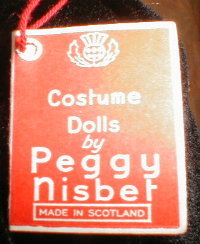 Costume
Dolls
by
Peggy
Nisbet
MADE IN SCOTLAND